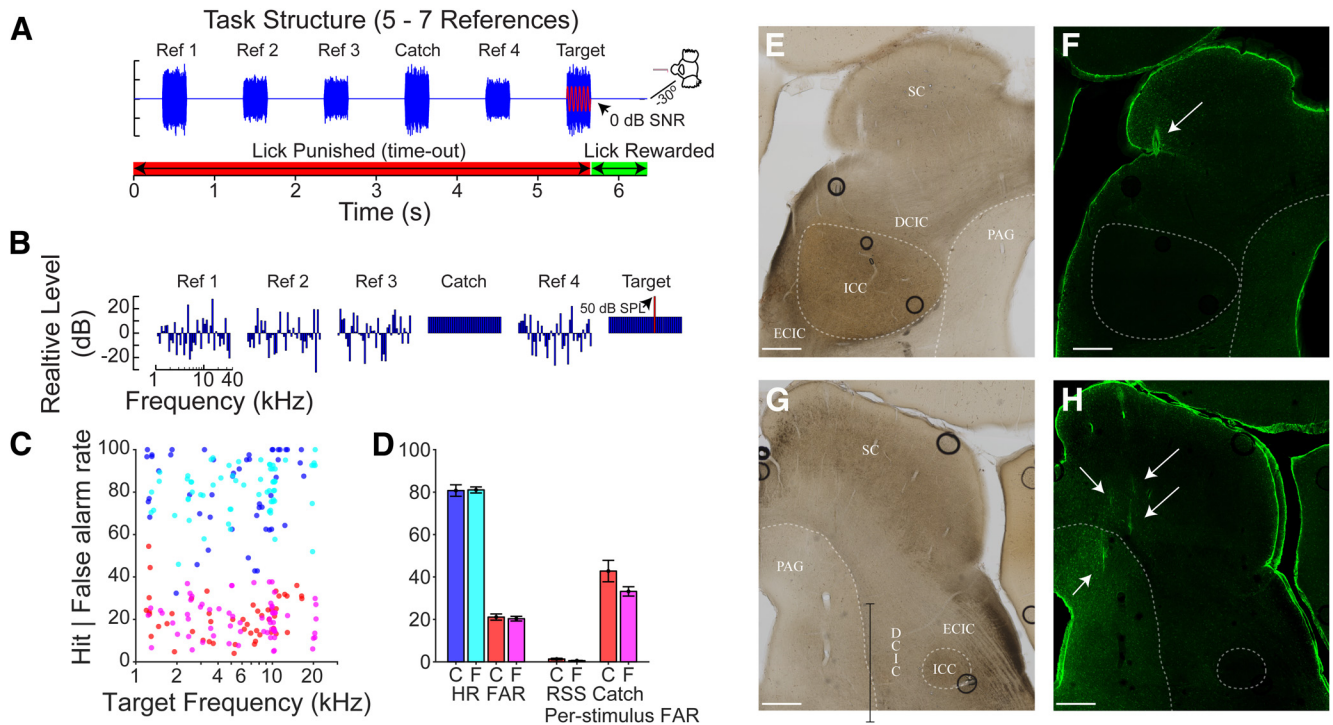 A
Task Structure (5 - 7 References)
Ref 1 Ref 2 Ref 3 Catch Ref 4 Target
-30º
0 dB SNR
Lick Punished (time-out) Lick Rewarded
0 1 2 3 4 5 6
Time (s)
B
Ref 1 Ref 2 Ref 3 Catch Ref 4 Target
Realtive Level
(dB)
20
0
-20
50 dB SPL
1 10 40
Frequency (kHz)
C
Hit | False alarm rate
100
80
60
40
20
0
1 2 4 6 10 20
Target Frequency (kHz)
D
100
80
60
40
20
0
C F C F C F C F
HR FAR RSS Catch
Per-stimulus FAR
E
SC
DCIC
PAG
ICC
ECIC
F
G
SC
PAG
DCIC
ECIC
ICC
H